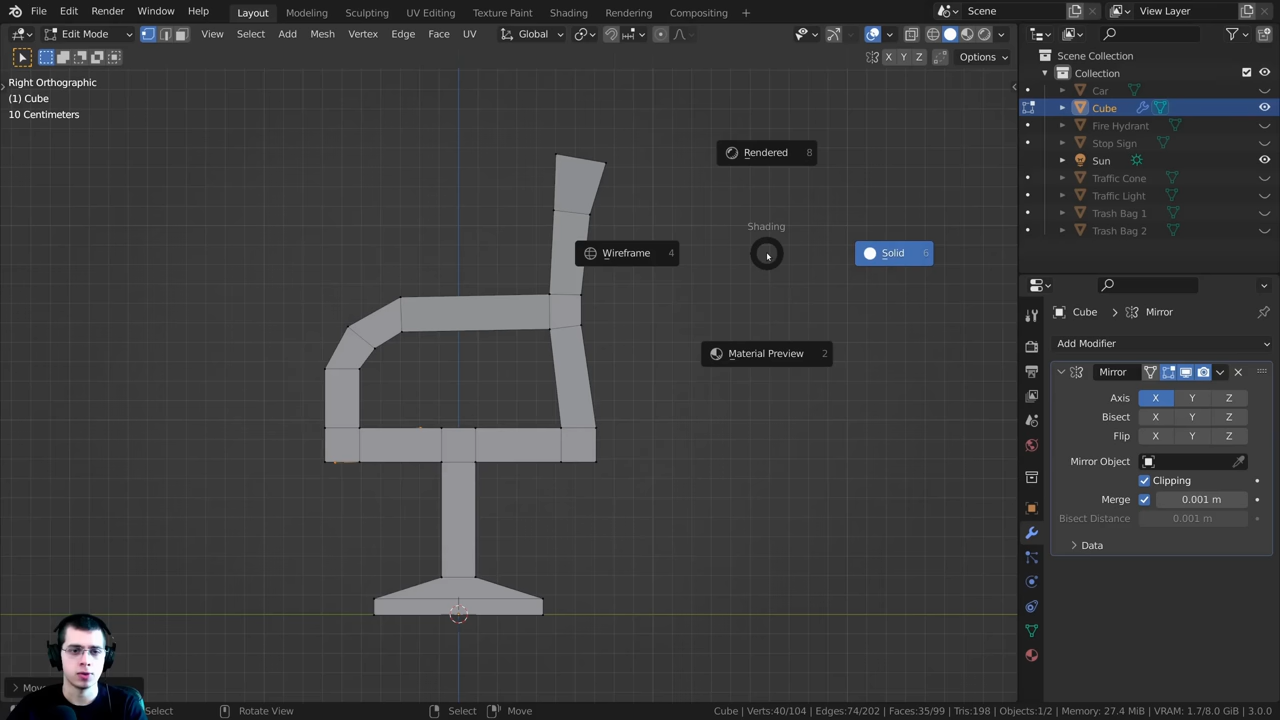 File Edit Render Window Help Layout Modeling Sculpting UV Editing Texture Paint Shading Animation Rendering Compositing Scene View Layer
Edit Mode View Select Add Mesh Vertex Edge Face UV Global
X Y Z Options
Right Orthographic
(1) Cube
10 Centimeters
Rendered 8
Shading
Wireframe 4
Solid 6
Material Preview 2
Scene Collection
Collection
Car
Cube
Fire Hydrant
Stop Sign
Sun
Traffic Cone
Traffic Light
Trash Bag 1
Trash Bag 2
Cube Mirror
Add Modifier
Mirror
Axis X Y Z
Bisect X Y Z
Flip X Y Z
Mirror Object
Clipping
Merge 0.001 m
Bisect Distance 0.001 m
Data
Move
Select Rotate View Select Move Cube | Verts:40/104 | Edges:74/202 | Faces:35/99 | Tris:198 | Objects:1/2 | Memory: 27.4 MiB | VRAM: 1.7/8.0 GiB | 3.0.0